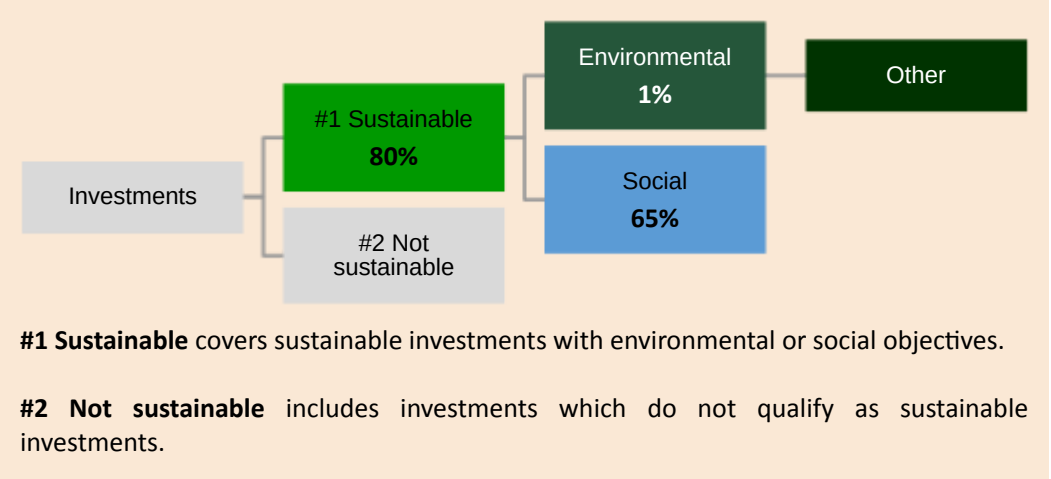 Environmental
1%
Other
#1 Sustainable
80%
Social
65%
Investments
#2 Not
sustainable
#1 Sustainable covers sustainable investments with environmental or social objectives.
#2 Not sustainable includes investments which do not qualify as sustainable
investments.